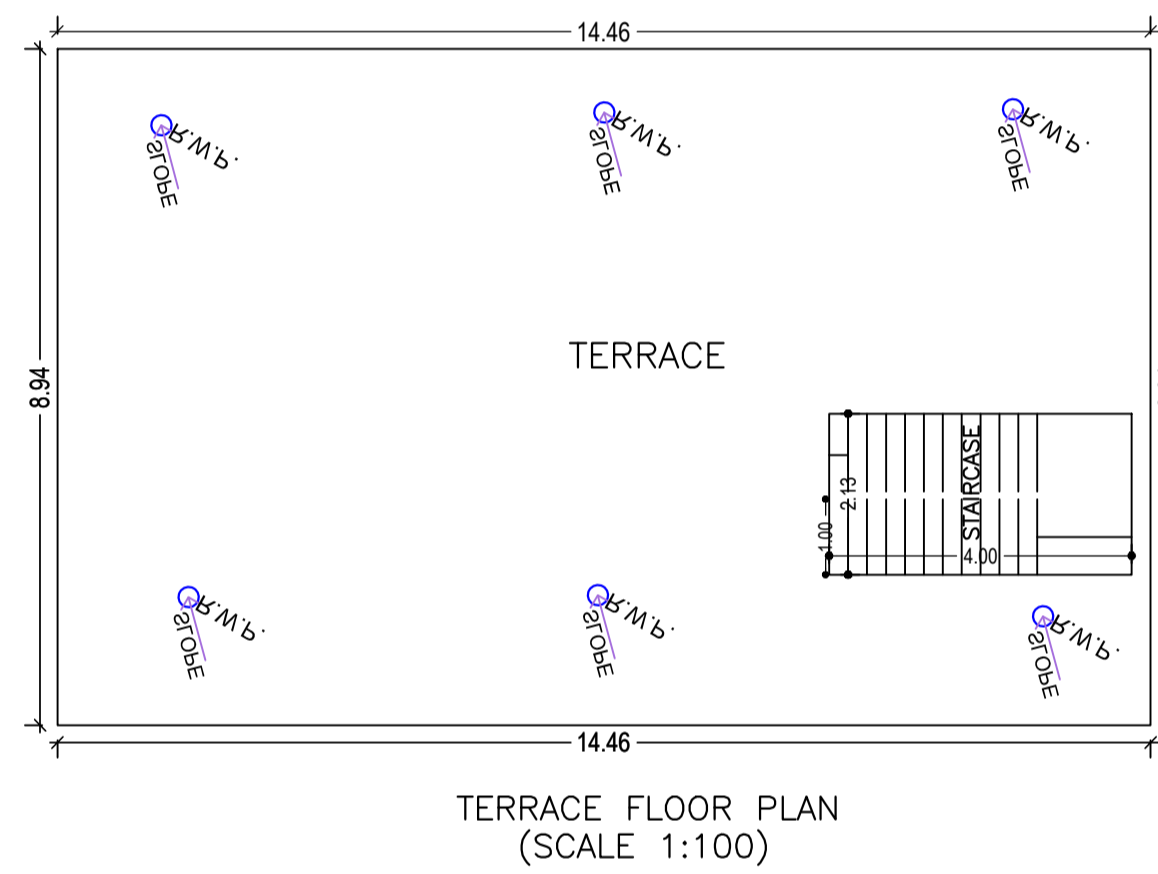 14.46
R.W.P.
SLOPE
R.W.P.
SLOPE
R.W.P.
SLOPE
8.94
TERRACE
STAIRCASE
2.13
1.00
4.00
R.W.P.
SLOPE
R.W.P.
SLOPE
R.W.P.
SLOPE
14.46
TERRACE FLOOR PLAN
(SCALE 1:100)